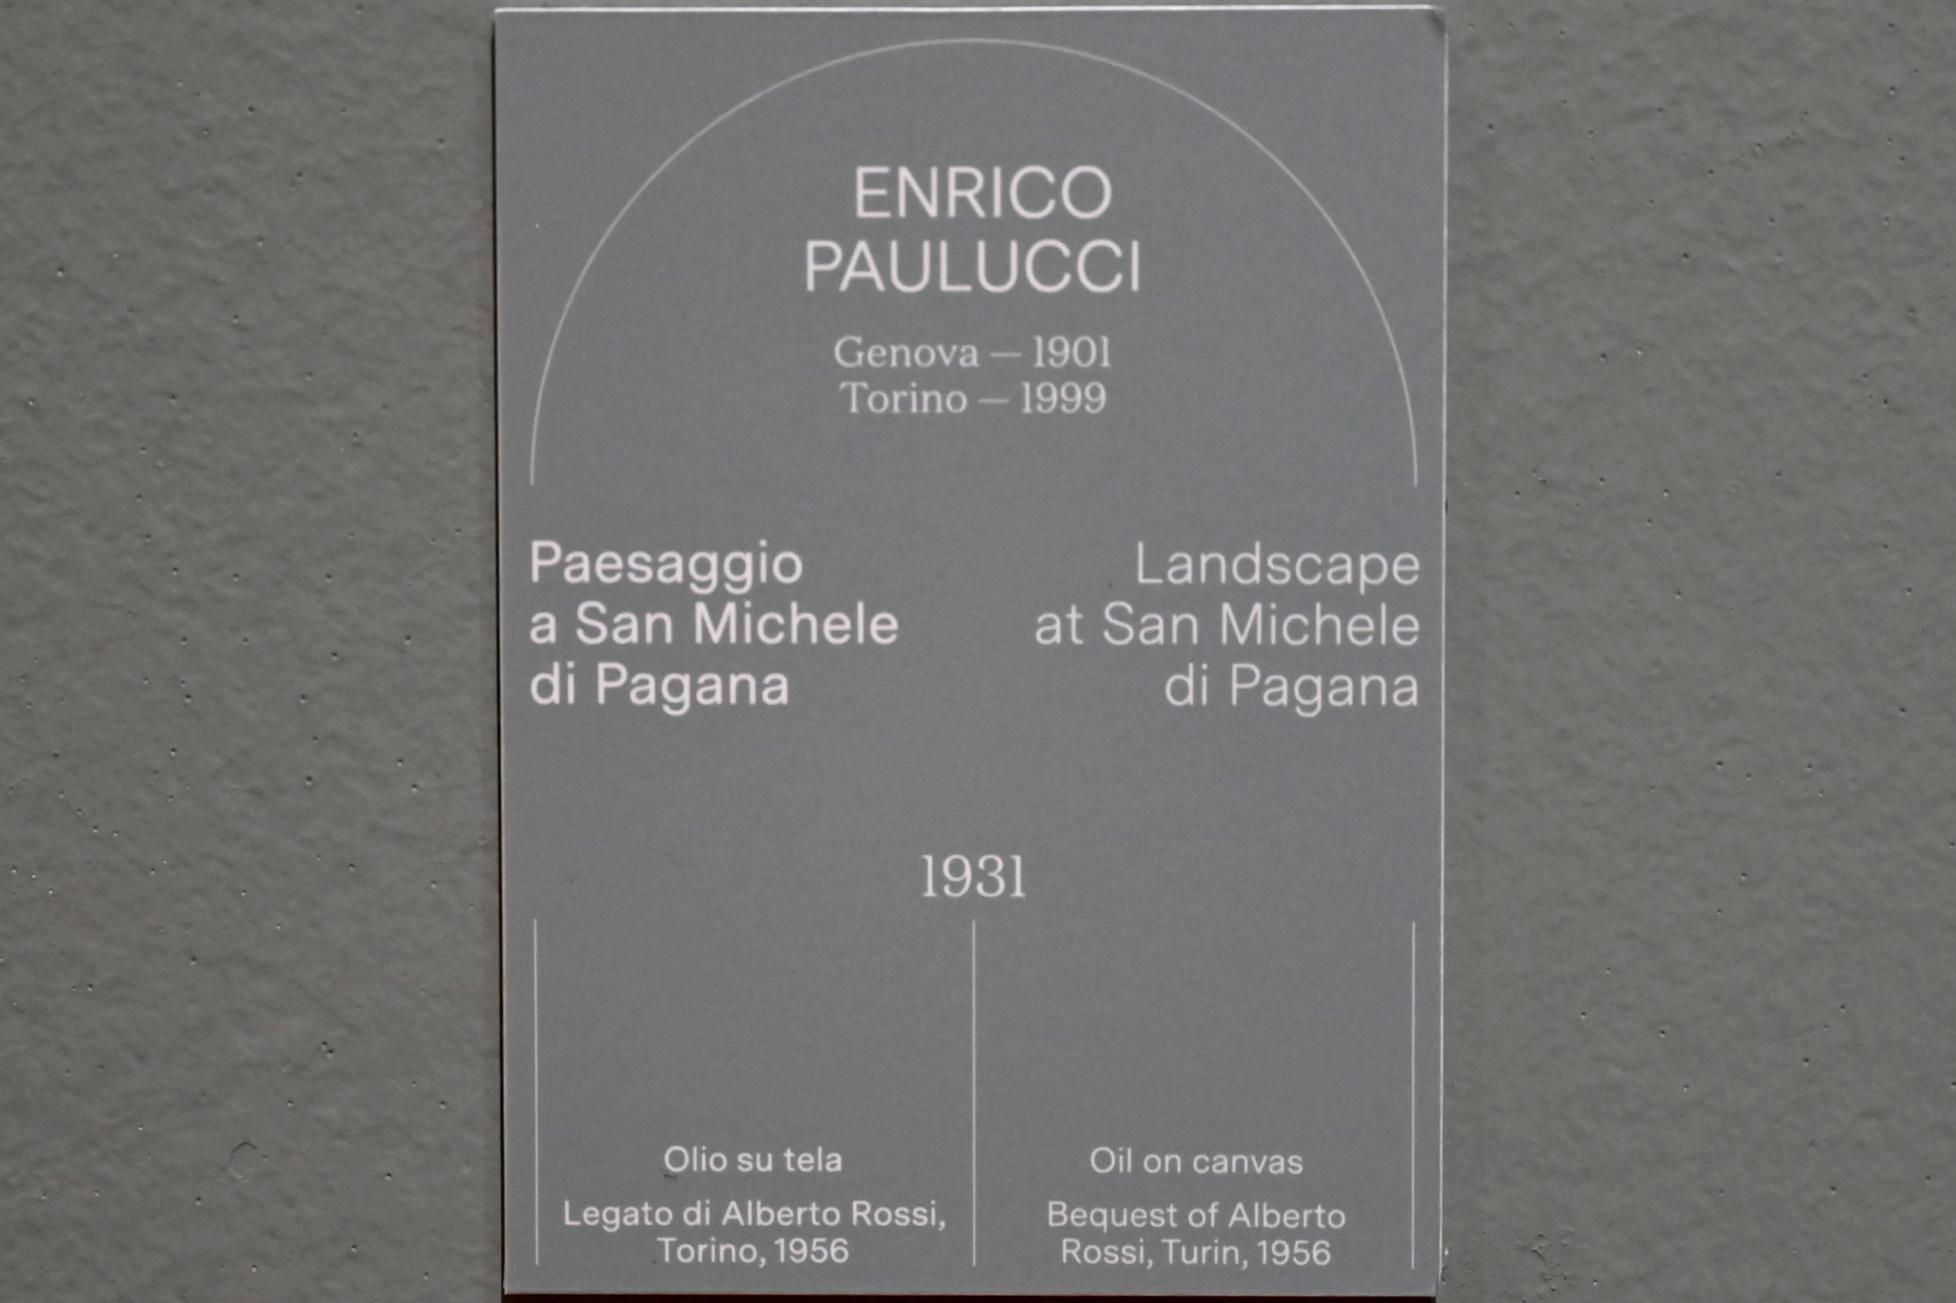 ENRICO
PAULUCCI
Genova — 1901
Torino — 1999
Paesaggio
a San Michele
di Pagana
Landscape
at San Michele
di Pagana
1931
Olio su tela
Legato di Alberto Rossi,
Torino, 1956
Oil on canvas
Bequest of Alberto
Rossi, Turin, 1956